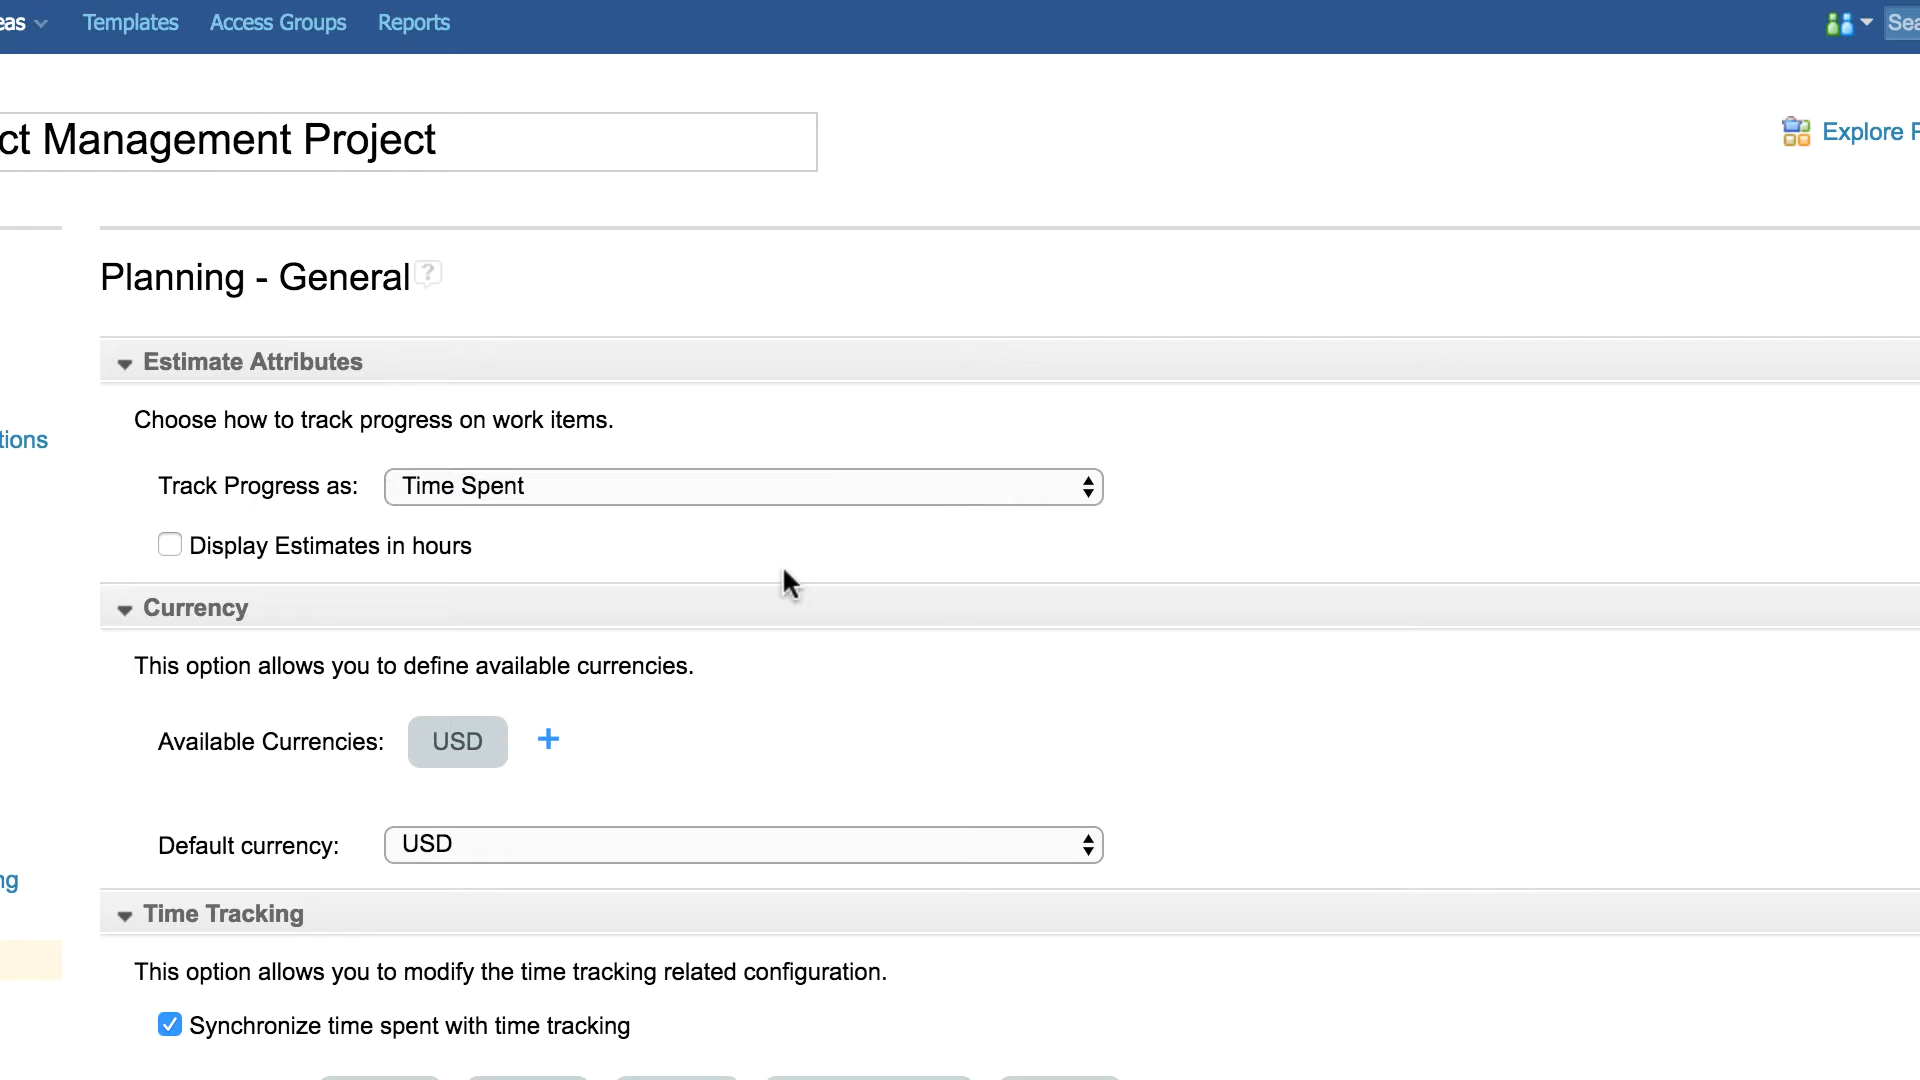 eas Templates Access Groups Reports Sea
ct Management Project
Explore P
Planning - General ?
Estimate Attributes
Choose how to track progress on work items.
tions
Track Progress as: Time Spent
Display Estimates in hours
Currency
This option allows you to define available currencies.
Available Currencies: USD +
Default currency: USD
ng
Time Tracking
This option allows you to modify the time tracking related configuration.
Synchronize time spent with time tracking